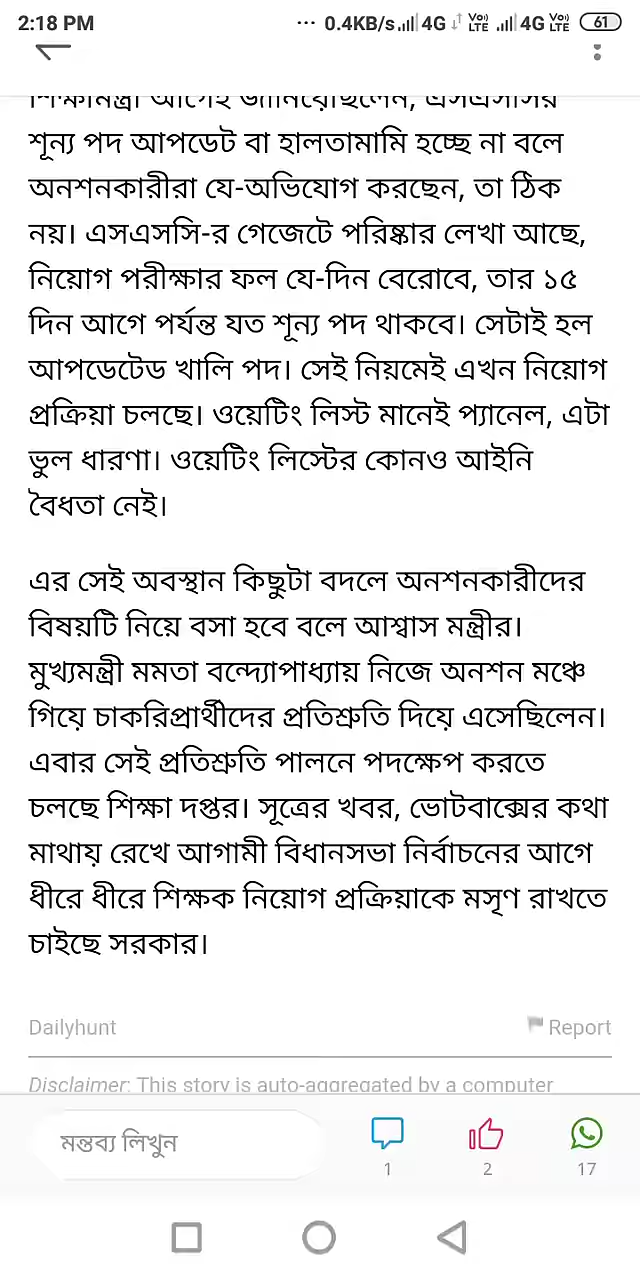 2:18 PM
... 0.4KB/s 4G VoLTE 4G VoLTE 61
শিক্ষামন্ত্রী আগেই জানিয়েছিলেন, এসএসসির
শূন্য পদ আপডেট বা হালতামামি হচ্ছে না বলে
অনশনকারীরা যে-অভিযোগ করছেন, তা ঠিক
নয়। এসএসসি-র গেজেটে পরিষ্কার লেখা আছে,
নিয়োগ পরীক্ষার ফল যে-দিন বেরোবে, তার ১৫
দিন আগে পর্যন্ত যত শূন্য পদ থাকবে। সেটাই হল
আপডেটেড খালি পদ। সেই নিয়মেই এখন নিয়োগ
প্রক্রিয়া চলছে। ওয়েটিং লিস্ট মানেই প্যানেল, এটা
ভুল ধারণা। ওয়েটিং লিস্টের কোনও আইনি
বৈধতা নেই।
এর সেই অবস্থান কিছুটা বদলে অনশনকারীদের
বিষয়টি নিয়ে বসা হবে বলে আশ্বাস মন্ত্রীর।
মুখ্যমন্ত্রী মমতা বন্দ্যোপাধ্যায় নিজে অনশন মঞ্চে
গিয়ে চাকরিপ্রার্থীদের প্রতিশ্রুতি দিয়ে এসেছিলেন।
এবার সেই প্রতিশ্রুতি পালনে পদক্ষেপ করতে
চলছে শিক্ষা দপ্তর। সূত্রের খবর, ভোটবাক্সের কথা
মাথায় রেখে আগামী বিধানসভা নির্বাচনের আগে
ধীরে ধীরে শিক্ষক নিয়োগ প্রক্রিয়াকে মসৃণ রাখতে
চাইছে সরকার।
Dailyhunt Report
Disclaimer: This story is auto-aggregated by a computer
মন্তব্য লিখুন
1 2 17